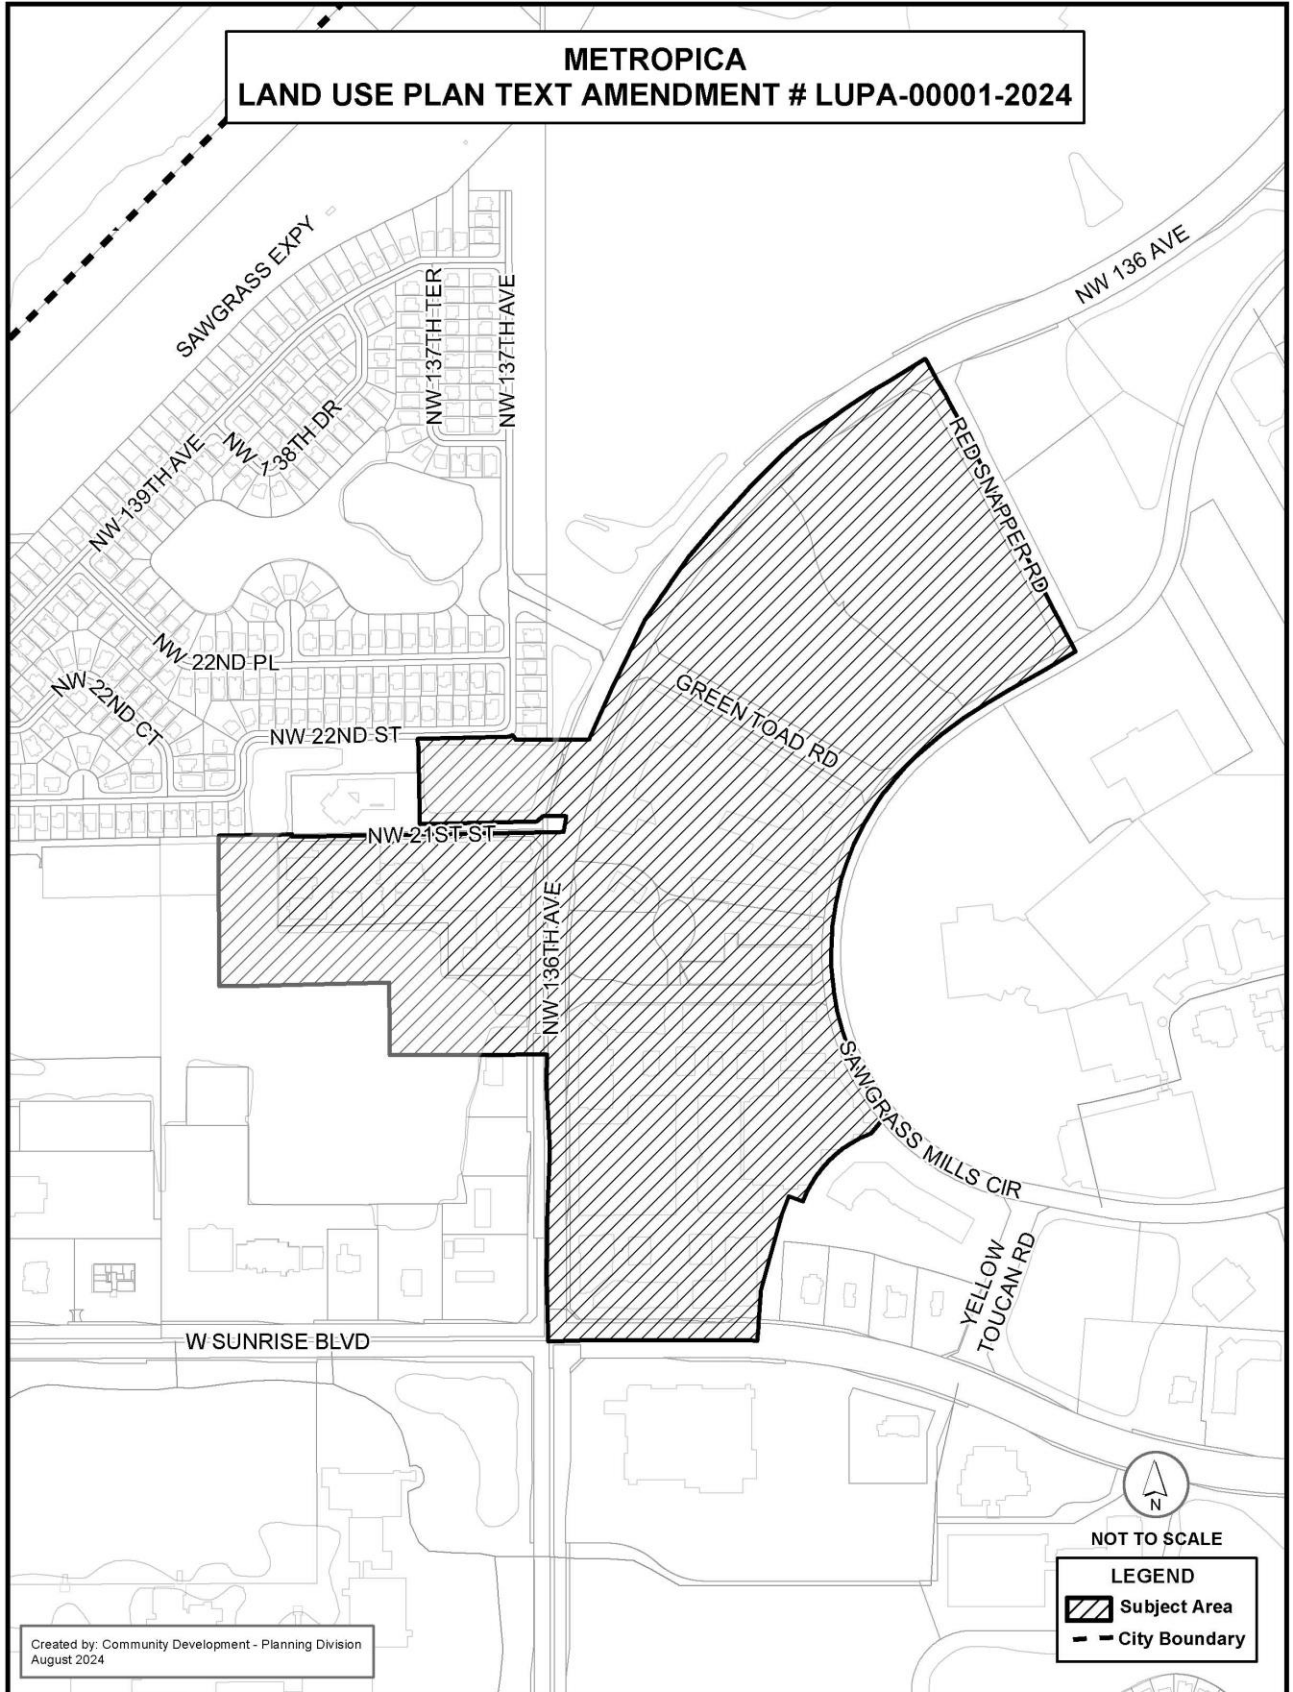 METROPICA
LAND USE PLAN TEXT AMENDMENT # LUPA-00001-2024
SAWGRASS EXPY
NW 136 AVE
NW 137TH TER
NW 137TH AVE
NW 138TH DR
NW 139TH AVE
RED SNAPPER RD
NW 22ND PL
NW 22ND CT
NW 22ND ST
GREEN TOAD RD
NW 21ST ST
NW 136TH AVE
SAWGRASS MILLS CIR
YELLOW
TOUCAN RD
W SUNRISE BLVD
N
NOT TO SCALE
LEGEND
Subject Area
City Boundary
Created by: Community Development - Planning Division
August 2024